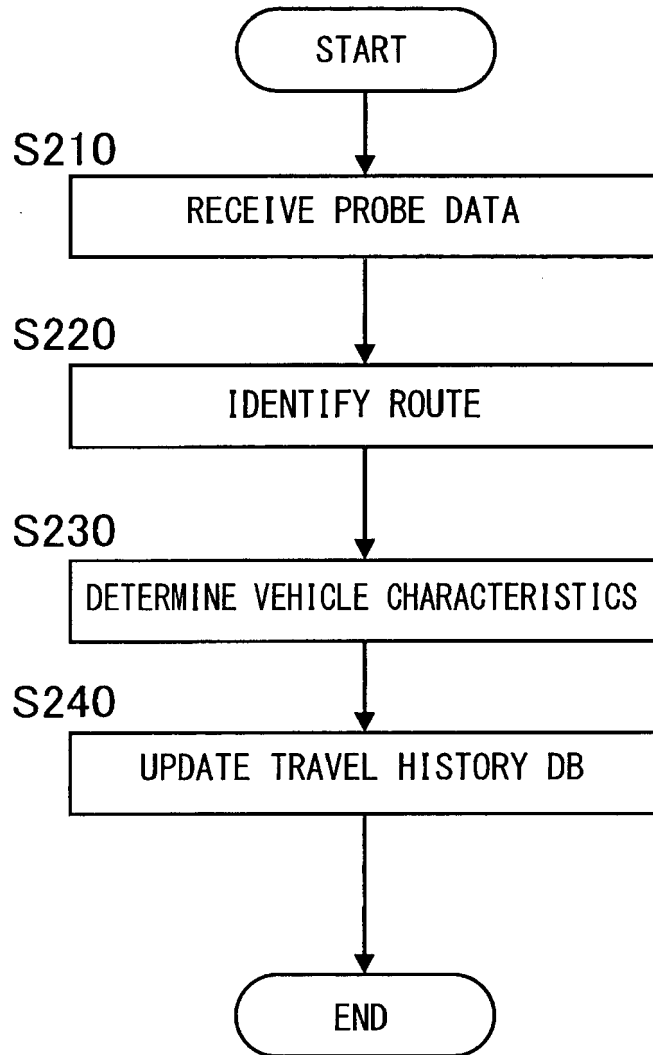 START
S210
RECEIVE PROBE DATA
S220
IDENTIFY ROUTE
S230
DETERMINE VEHICLE CHARACTERISTICS
S240
UPDATE TRAVEL HISTORY DB
END